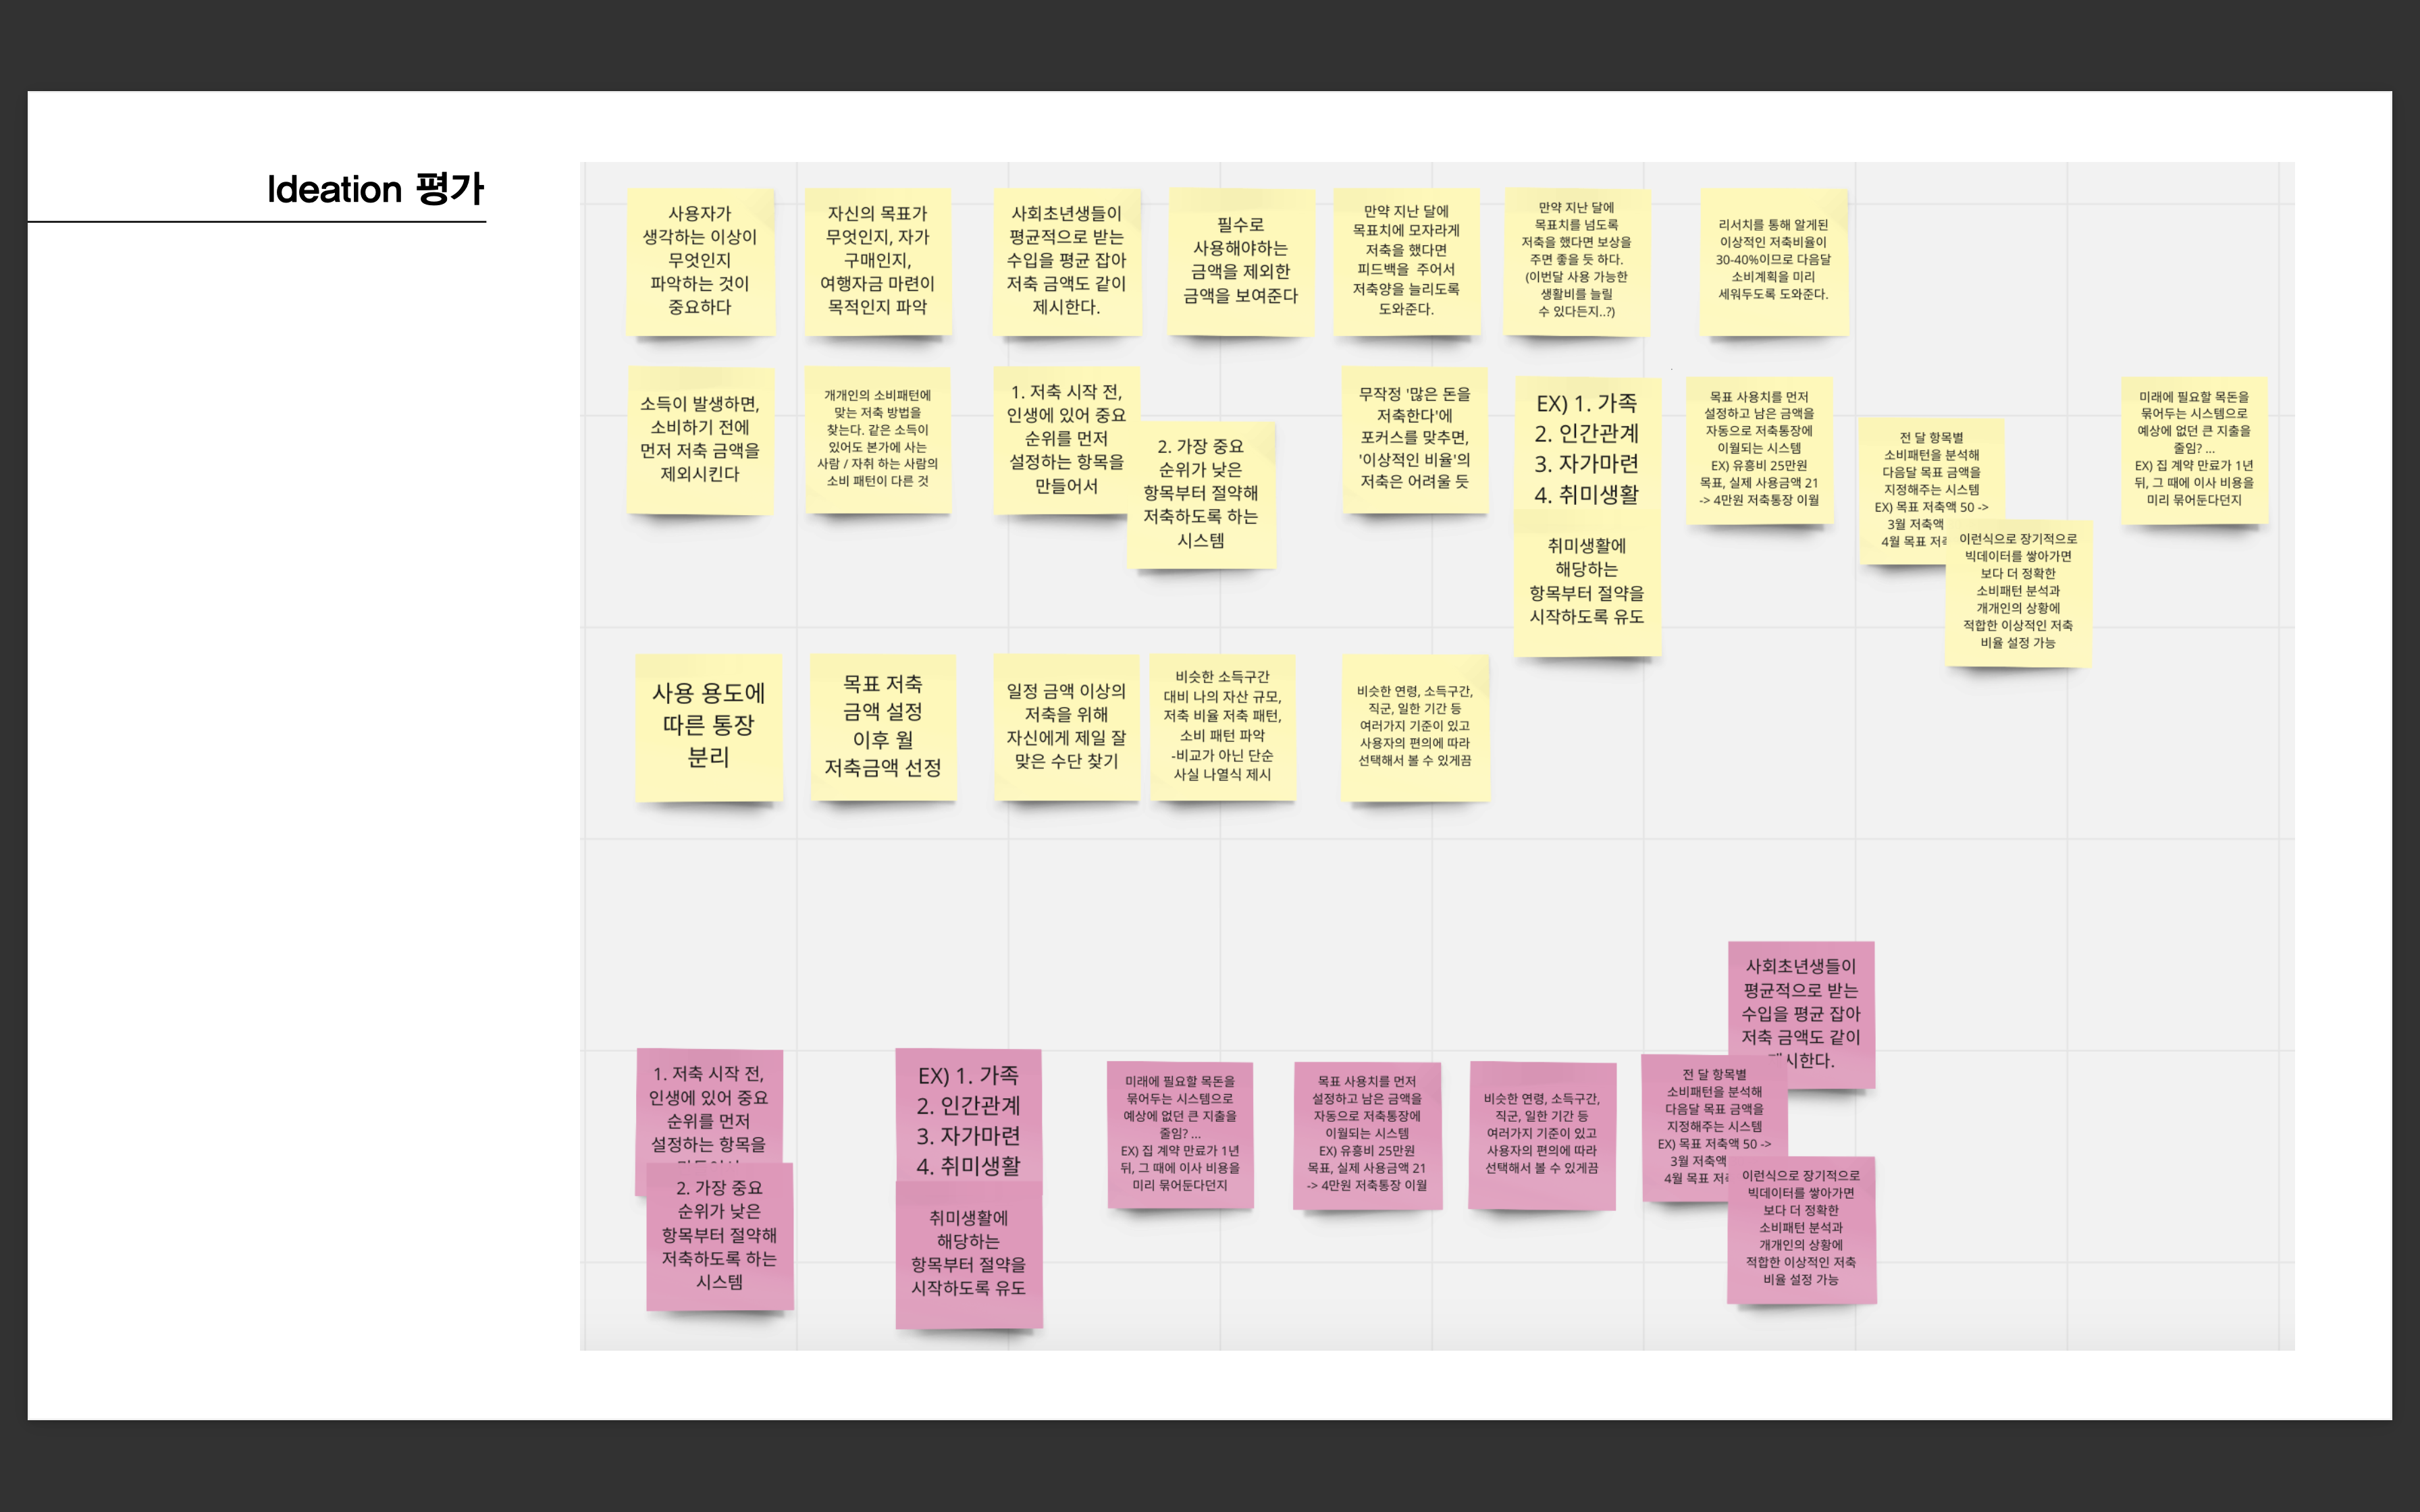 Ideation 평가
사용자가
생각하는 이상이
무엇인지
파악하는 것이
중요하다
자신의 목표가
무엇인지, 자가
구매인지,
여행자금 마련이
목적인지 파악
사회초년생들이
평균적으로 받는
수입을 평균 잡아
저축 금액도 같이
제시한다.
필수로
사용해야하는
금액을 제외한
금액을 보여준다
만약 지난 달에
목표치에 모자라게
저축을 했다면
피드백을 주어서
저축양을 늘리도록
도와준다.
만약 지난 달에
목표치를 넘도록
저축을 했다면 보상을
주면 좋을 듯 하다.
(이번달 사용 가능한
생활비를 늘릴
수 있다든지..?)
리서치를 통해 알게된
이상적인 저축비율이
30-40%이므로 다음달
소비계획을 미리
세워두도록 도와준다.
소득이 발생하면,
소비하기 전에
먼저 저축 금액을
제외시킨다
개개인의 소비패턴에
맞는 저축 방법을
찾는다. 같은 소득이
있어도 본가에 사는
사람 / 자취 하는 사람의
소비 패턴이 다른 것
1. 저축 시작 전,
인생에 있어 중요
순위를 먼저
설정하는 항목을
만들어서
2. 가장 중요
순위가 낮은
항목부터 절약해
저축하도록 하는
시스템
무작정 '많은 돈을
저축한다'에
포커스를 맞추면,
'이상적인 비율'의
저축은 어려울 듯
EX) 1. 가족
2. 인간관계
3. 자가마련
4. 취미생활
취미생활에
해당하는
항목부터 절약을
시작하도록 유도
목표 사용치를 먼저
설정하고 남은 금액을
자동으로 저축통장에
이월되는 시스템
EX) 유흥비 25만원
목표, 실제 사용금액 21
-> 4만원 저축통장 이월
전 달 항목별
소비패턴을 분석해
다음달 목표 금액을
지정해주는 시스템
EX) 목표 저축액 50 ->
3월 저축액
4월 목표 저
이런식으로 장기적으로
빅데이터를 쌓아가면
보다 더 정확한
소비패턴 분석과
개개인의 상황에
적합한 이상적인 저축
비율 설정 가능
미래에 필요할 목돈을
묶어두는 시스템으로
예상에 없던 큰 지출을
줄임? ...
EX) 집 계약 만료가 1년
뒤, 그 때에 이사 비용을
미리 묶어둔다던지
사용 용도에
따른 통장
분리
목표 저축
금액 설정
이후 월
저축금액 선정
일정 금액 이상의
저축을 위해
자신에게 제일 잘
맞은 수단 찾기
비슷한 소득구간
대비 나의 자산 규모,
저축 비율 저축 패턴,
소비 패턴 파악
-비교가 아닌 단순
사실 나열식 제시
비슷한 연령, 소득구간,
직군, 일한 기간 등
여러가지 기준이 있고
사용자의 편의에 따라
선택해서 볼 수 있게끔
1. 저축 시작 전,
인생에 있어 중요
순위를 먼저
설정하는 항목을
2. 가장 중요
순위가 낮은
항목부터 절약해
저축하도록 하는
시스템
EX) 1. 가족
2. 인간관계
3. 자가마련
4. 취미생활
취미생활에
해당하는
항목부터 절약을
시작하도록 유도
미래에 필요할 목돈을
묶어두는 시스템으로
예상에 없던 큰 지출을
줄임? ...
EX) 집 계약 만료가 1년
뒤, 그 때에 이사 비용을
미리 묶어둔다던지
목표 사용치를 먼저
설정하고 남은 금액을
자동으로 저축통장에
이월되는 시스템
EX) 유흥비 25만원
목표, 실제 사용금액 21
-> 4만원 저축통장 이월
비슷한 연령, 소득구간,
직군, 일한 기간 등
여러가지 기준이 있고
사용자의 편의에 따라
선택해서 볼 수 있게끔
사회초년생들이
평균적으로 받는
수입을 평균 잡아
저축 금액도 같이
제시한다.
전 달 항목별
소비패턴을 분석해
다음달 목표 금액을
지정해주는 시스템
EX) 목표 저축액 50 ->
3월 저축액
4월 목표 저
이런식으로 장기적으로
빅데이터를 쌓아가면
보다 더 정확한
소비패턴 분석과
개개인의 상황에
적합한 이상적인 저축
비율 설정 가능